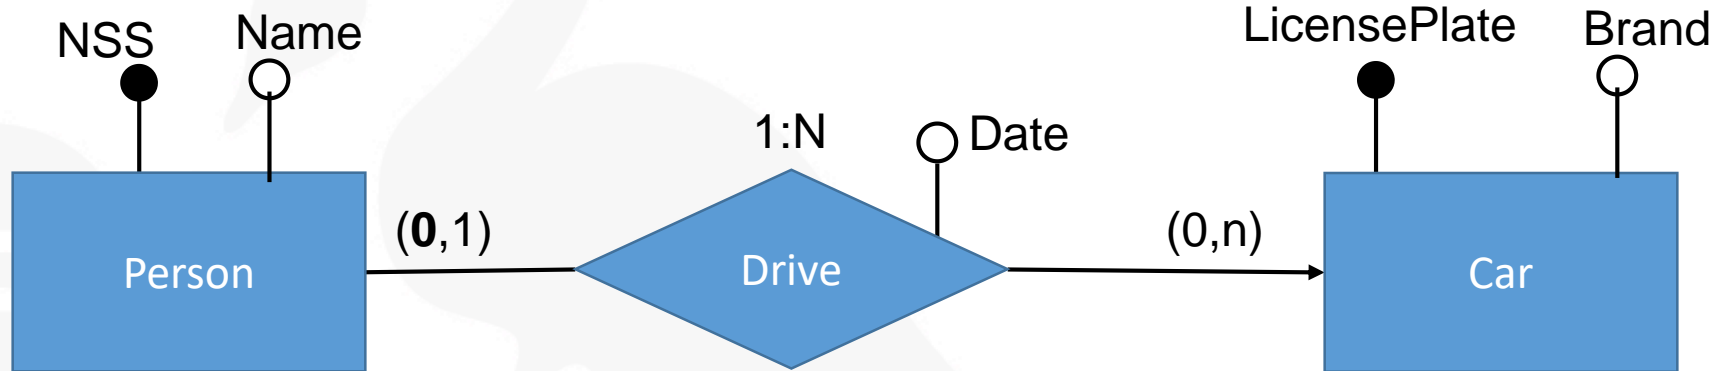 NSS
Name
LicensePlate
Brand
1:N
Date
(0,1)
(0,n)
Person
Drive
Car